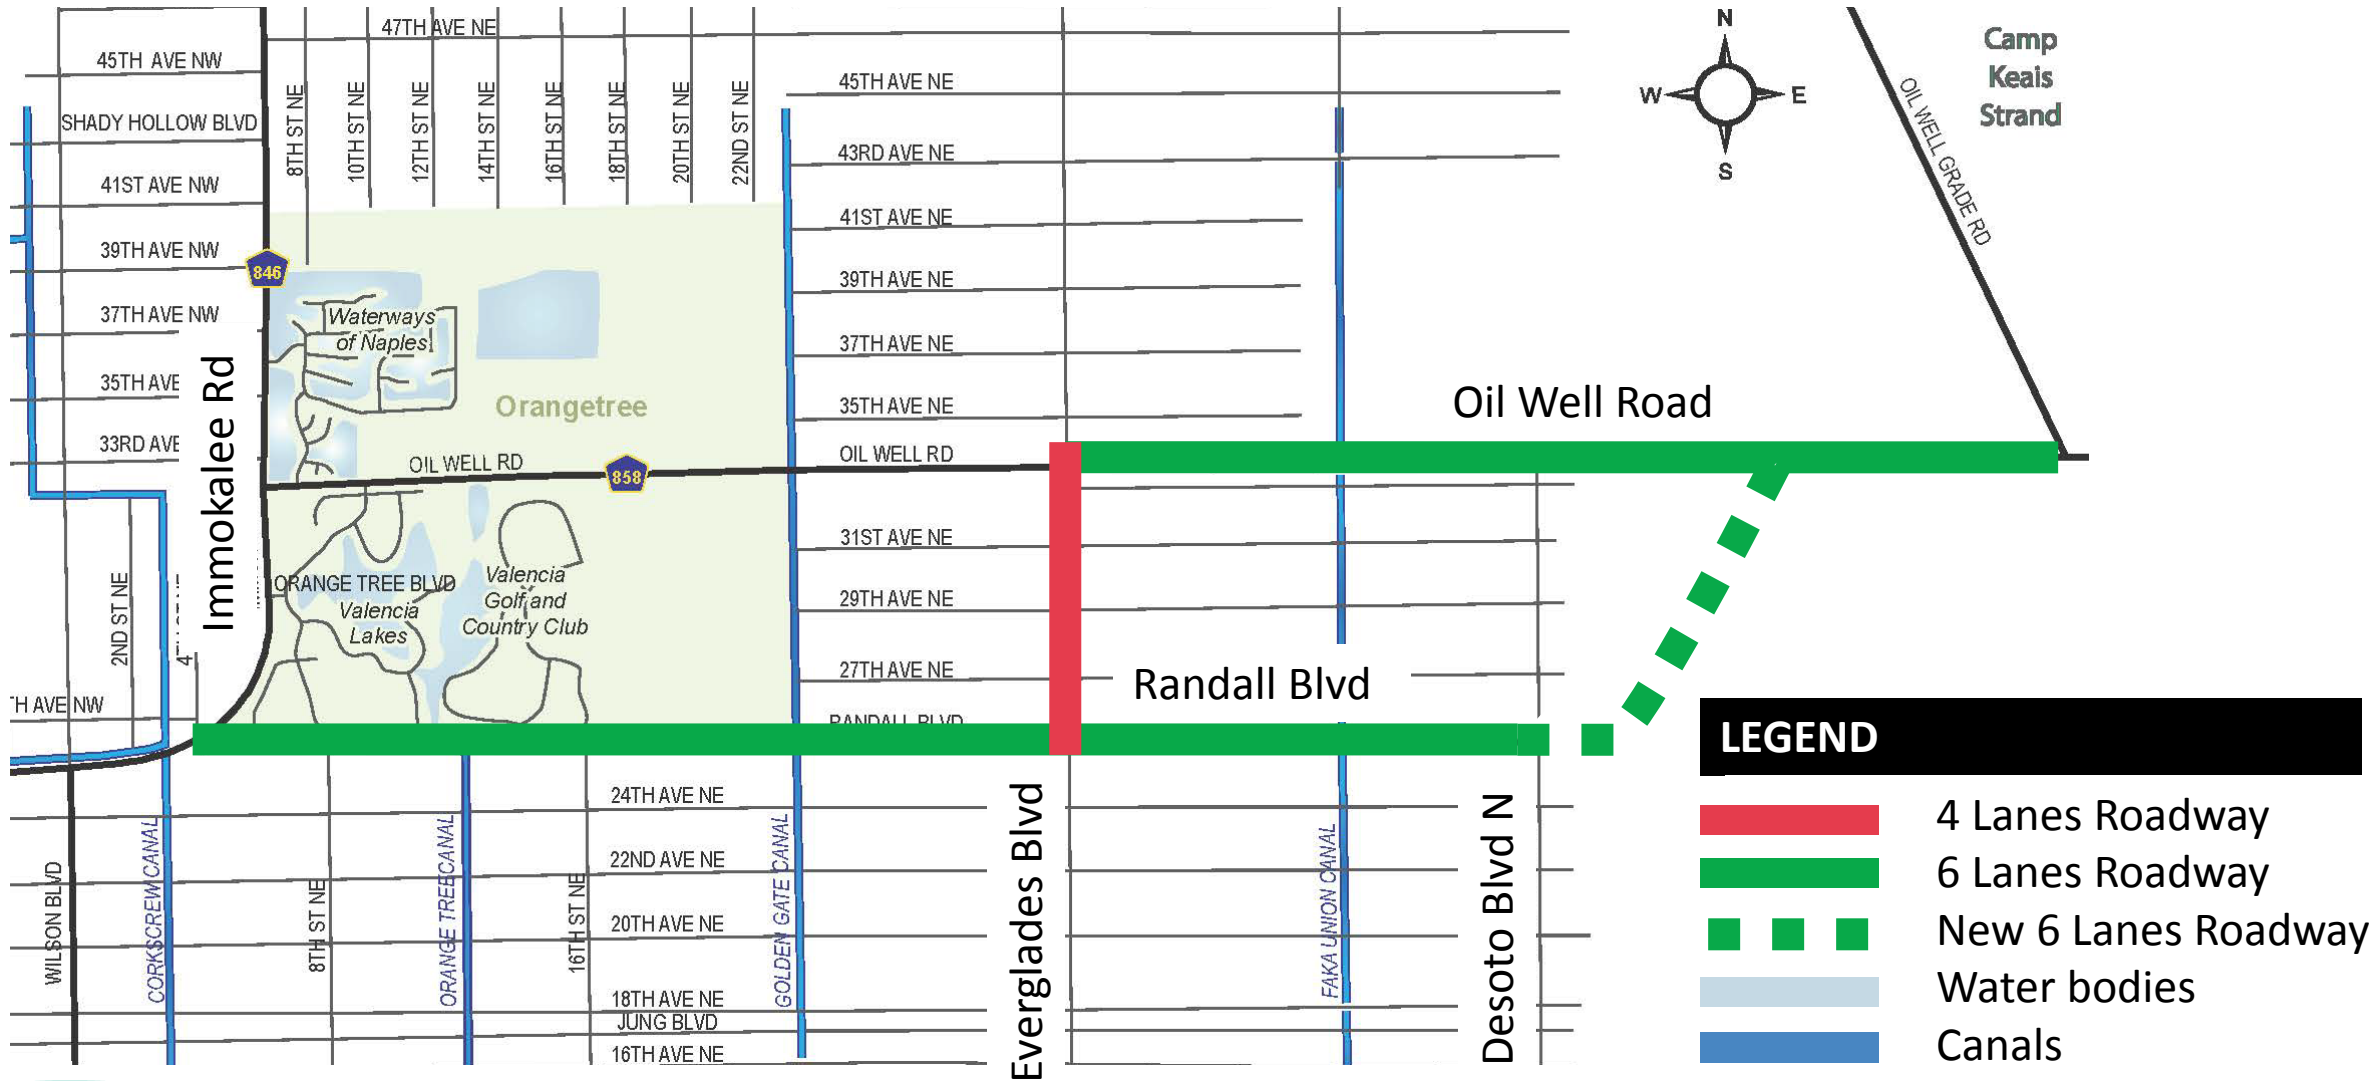 47TH AVE NE
45TH AVE NW
SHADY HOLLOW BLVD
41ST AVE NW
39TH AVE NW
846
37TH AVE NW
35TH AVE
33RD AVE
Immokalee Rd
8TH ST NE
10TH ST NE
12TH ST NE
14TH ST NE
16TH ST NE
18TH ST NE
20TH ST NE
22ND ST NE
45TH AVE NE
43RD AVE NE
41ST AVE NE
39TH AVE NE
37TH AVE NE
35TH AVE NE
OIL WELL RD
31ST AVE NE
29TH AVE NE
27TH AVE NE
RANDALL BLVD
N
W
E
S
Camp
Keais
Strand
OIL WELL GRADE RD
Waterways
of Naples
Orangetree
Oil Well Road
OIL WELL RD
858
ORANGE TREE BLVD
Valencia
Lakes
Valencia
Golf and
Country Club
2ND ST NE
TH AVE NW
Randall Blvd
24TH AVE NE
22ND AVE NE
20TH AVE NE
18TH AVE NE
JUNG BLVD
16TH AVE NE
WILSON BLVD
CORKSCREW CANAL
8TH ST NE
ORANGE TREE CANAL
16TH ST NE
GOLDEN GATE CANAL
Everglades Blvd
FAKA UNION CANAL
Desoto Blvd N
LEGEND
4 Lanes Roadway
6 Lanes Roadway
New 6 Lanes Roadway
Water bodies
Canals